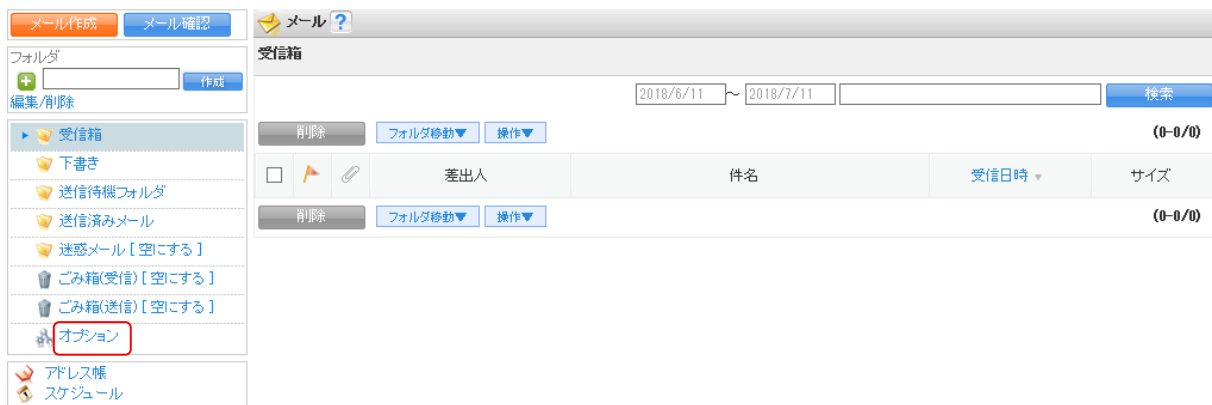 メール作成 メール確認
フォルダ
作成
編集/削除
受信箱
下書き
送信待機フォルダ
送信済みメール
迷惑メール [ 空にする ]
ごみ箱(受信) [ 空にする ]
ごみ箱(送信) [ 空にする ]
オプション
アドレス帳
スケジュール
メール ?
受信箱
2018/6/11 ～ 2018/7/11 検索
削除 フォルダ移動▼ 操作▼ (0-0/0)
差出人 件名 受信日時 ▼ サイズ
削除 フォルダ移動▼ 操作▼ (0-0/0)